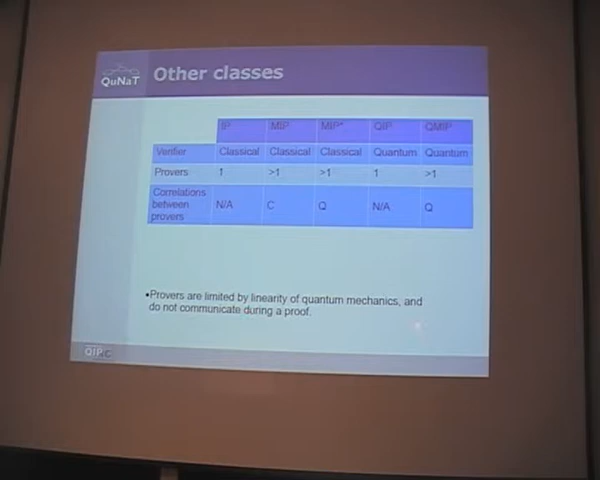 QuNaT
Other classes
IP MIP MIP* QIP QMIP
Verifier Classical Classical Classical Quantum Quantum
Provers 1 >1 >1 1 >1
Correlations
between
provers
N/A C Q N/A Q
•Provers are limited by linearity of quantum mechanics, and
do not communicate during a proof.
QIPIRC